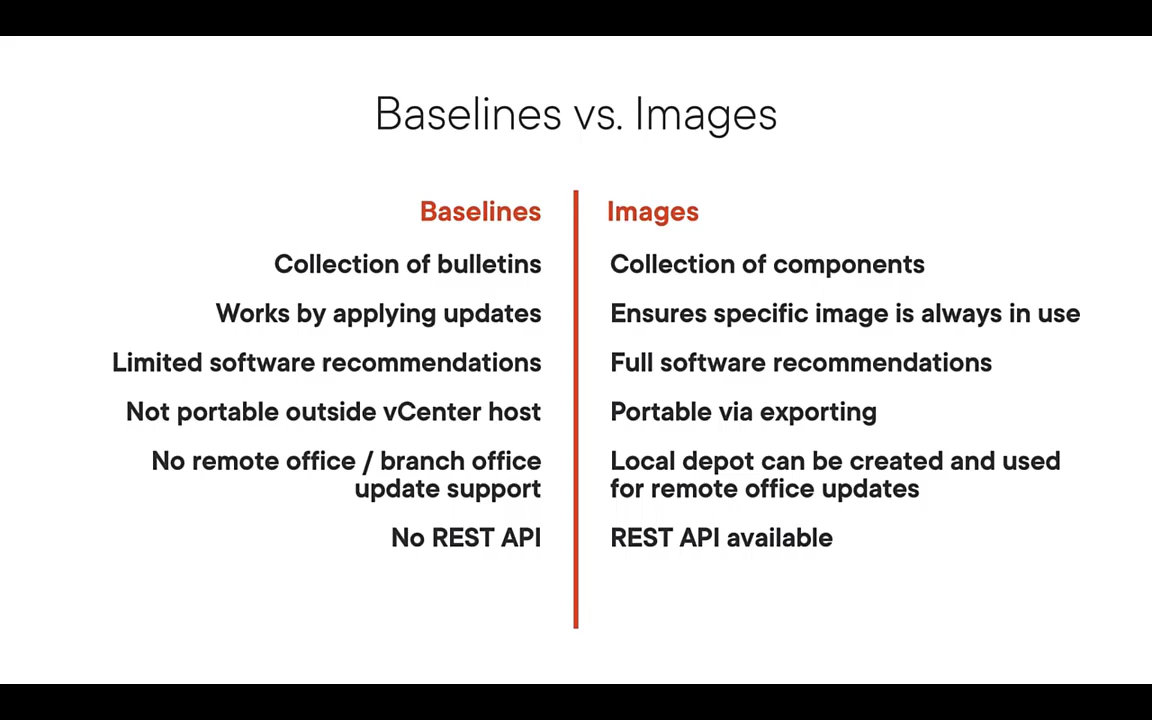 Baselines vs. Images
Baselines
Collection of bulletins
Works by applying updates
Limited software recommendations
Not portable outside vCenter host
No remote office / branch office
update support
No REST API
Images
Collection of components
Ensures specific image is always in use
Full software recommendations
Portable via exporting
Local depot can be created and used
for remote office updates
REST API available